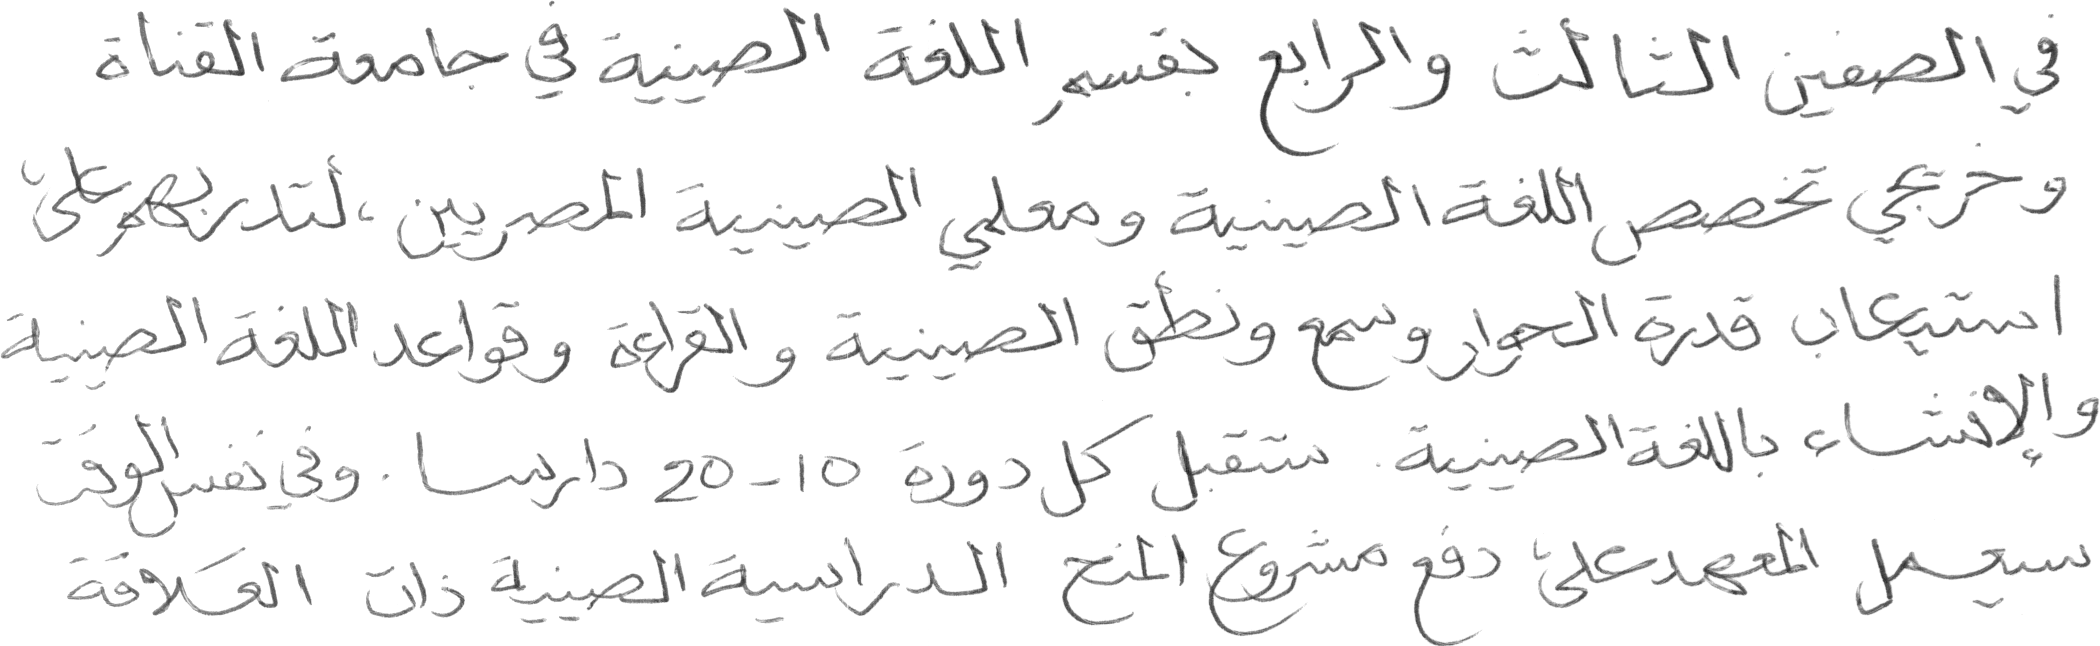 في الصفين الثالث والرابع بقسم اللغة الصينية في جامعة القناة
وخريجي تخصص اللغة الصينية ومعلمي الصينية المصريين، لتدريبهم على
استيعاب قدرة الحوار وسمع ونطق الصينية والقراءة وقواعد اللغة الصينية
والإنشاء باللغة الصينية. ستقبل كل دورة 10-20 دارسا. وفي نفس الوقت
سيعمل المعهد على دفع مشروع المنح الدراسية الصينية ذات العلاقة